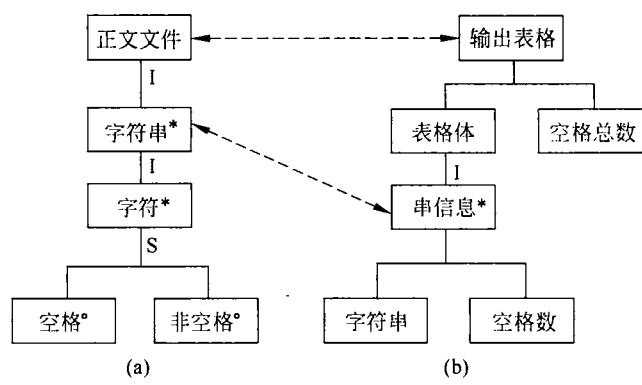 正文文件
输出表格
I
字符串*
表格体
空格总数
I
I
字符*
串信息*
S
空格°
非空格°
字符串
空格数
(a)
(b)